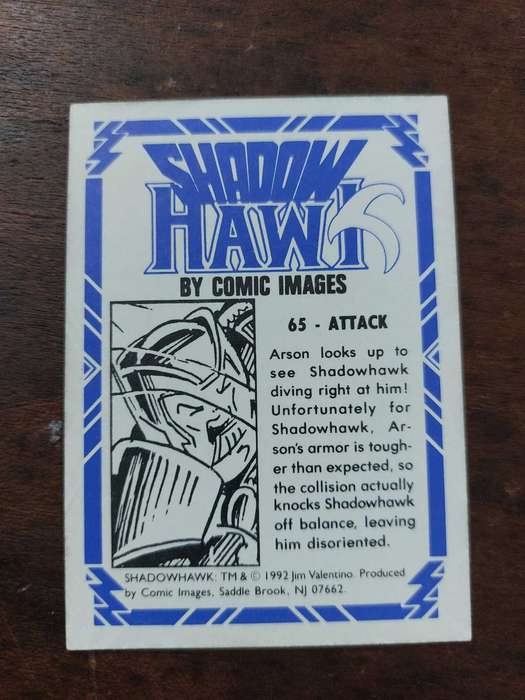 SHADOW
HAWK
BY COMIC IMAGES
65 - ATTACK
Arson looks up to
see Shadowhawk
diving right at him!
Unfortunately for
Shadowhawk, Ar-
son's armor is tough-
er than expected, so
the collision actually
knocks Shadowhawk
off balance, leaving
him disoriented.
SHADOWHAWK: TM & © 1992 Jim Valentino. Produced
by Comic Images, Saddle Brook, NJ 07662.